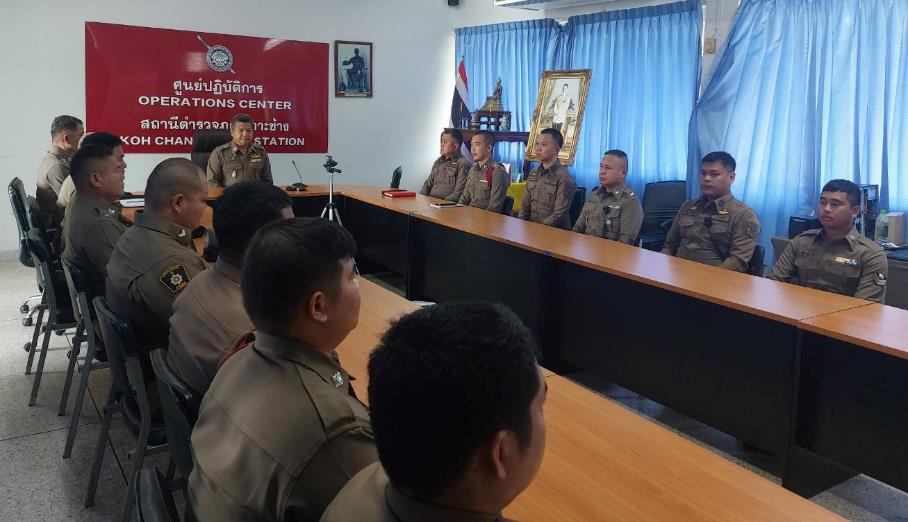 ศูนย์ปฏิบัติการ
OPERATIONS CENTER
สถานีตำรวจภ
าะช้าง
KOH CHAN
STATION